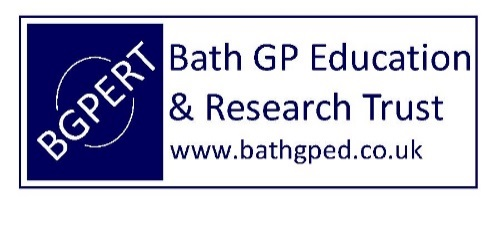 BGPERT
Bath GP Education
& Research Trust
www.bathgped.co.uk